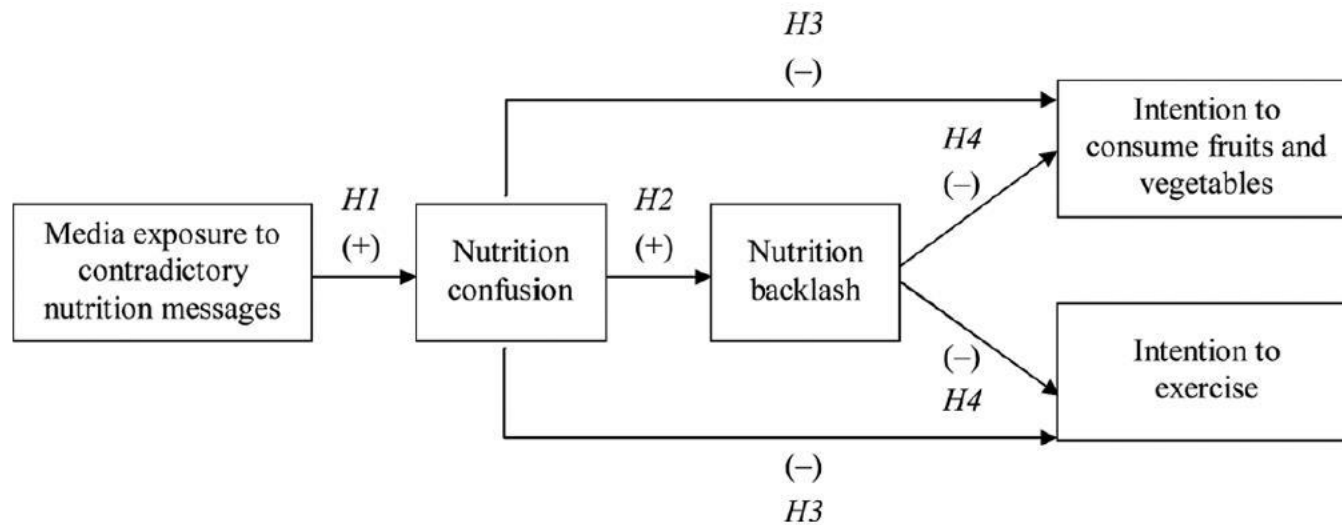 H3
(–)
Intention to
consume fruits and
vegetables
H4
(–)
H1
(+)
H2
(+)
Media exposure to
contradictory
nutrition messages
Nutrition
confusion
Nutrition
backlash
(–)
H4
Intention to
exercise
(–)
H3